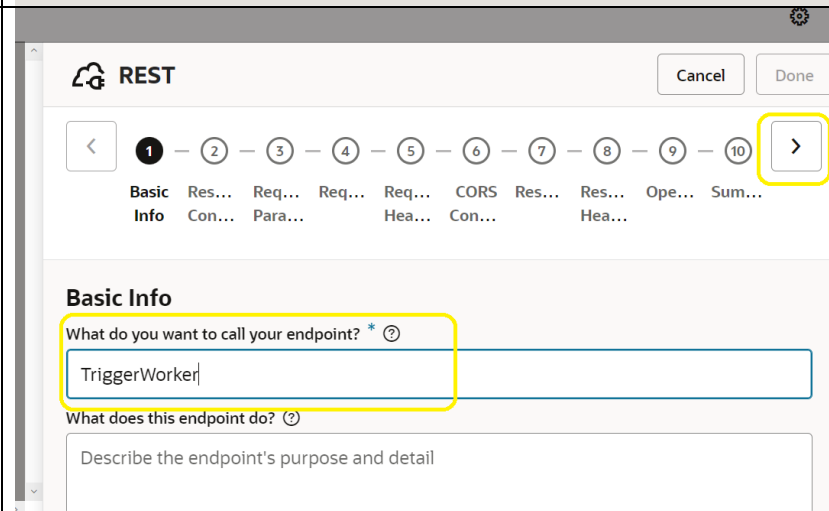 REST
Cancel
Done
1 2 3 4 5 6 7 8 9 10
Basic Res... Req... Req... Req... CORS Res... Res... Ope... Sum...
Info Con... Para... Hea... Con... Hea...
Basic Info
What do you want to call your endpoint? *
TriggerWorker
What does this endpoint do?
Describe the endpoint's purpose and detail